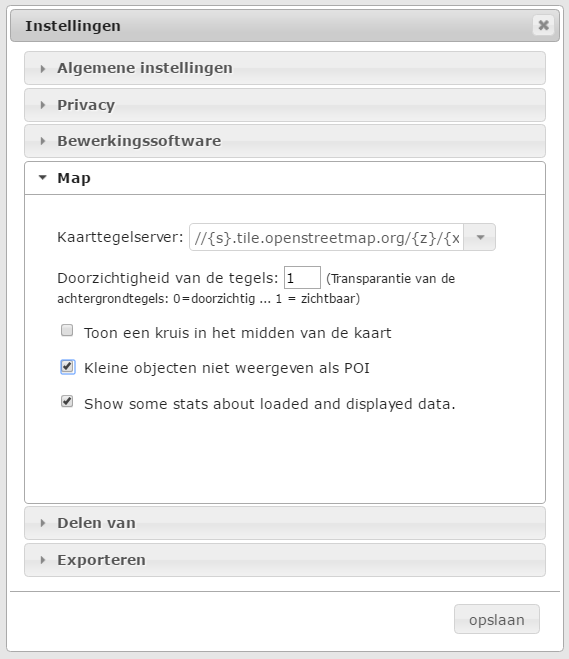 Instellingen
Algemene instellingen
Privacy
Bewerkingssoftware
Map
Kaarttegelserver: //{s}.tile.openstreetmap.org/{z}/{x
Doorzichtigheid van de tegels: 1 (Transparantie van de
achtergrondtegels: 0=doorzichtig ... 1 = zichtbaar)
Toon een kruis in het midden van de kaart
Kleine objecten niet weergeven als POI
Show some stats about loaded and displayed data.
Delen van
Exporteren
opslaan